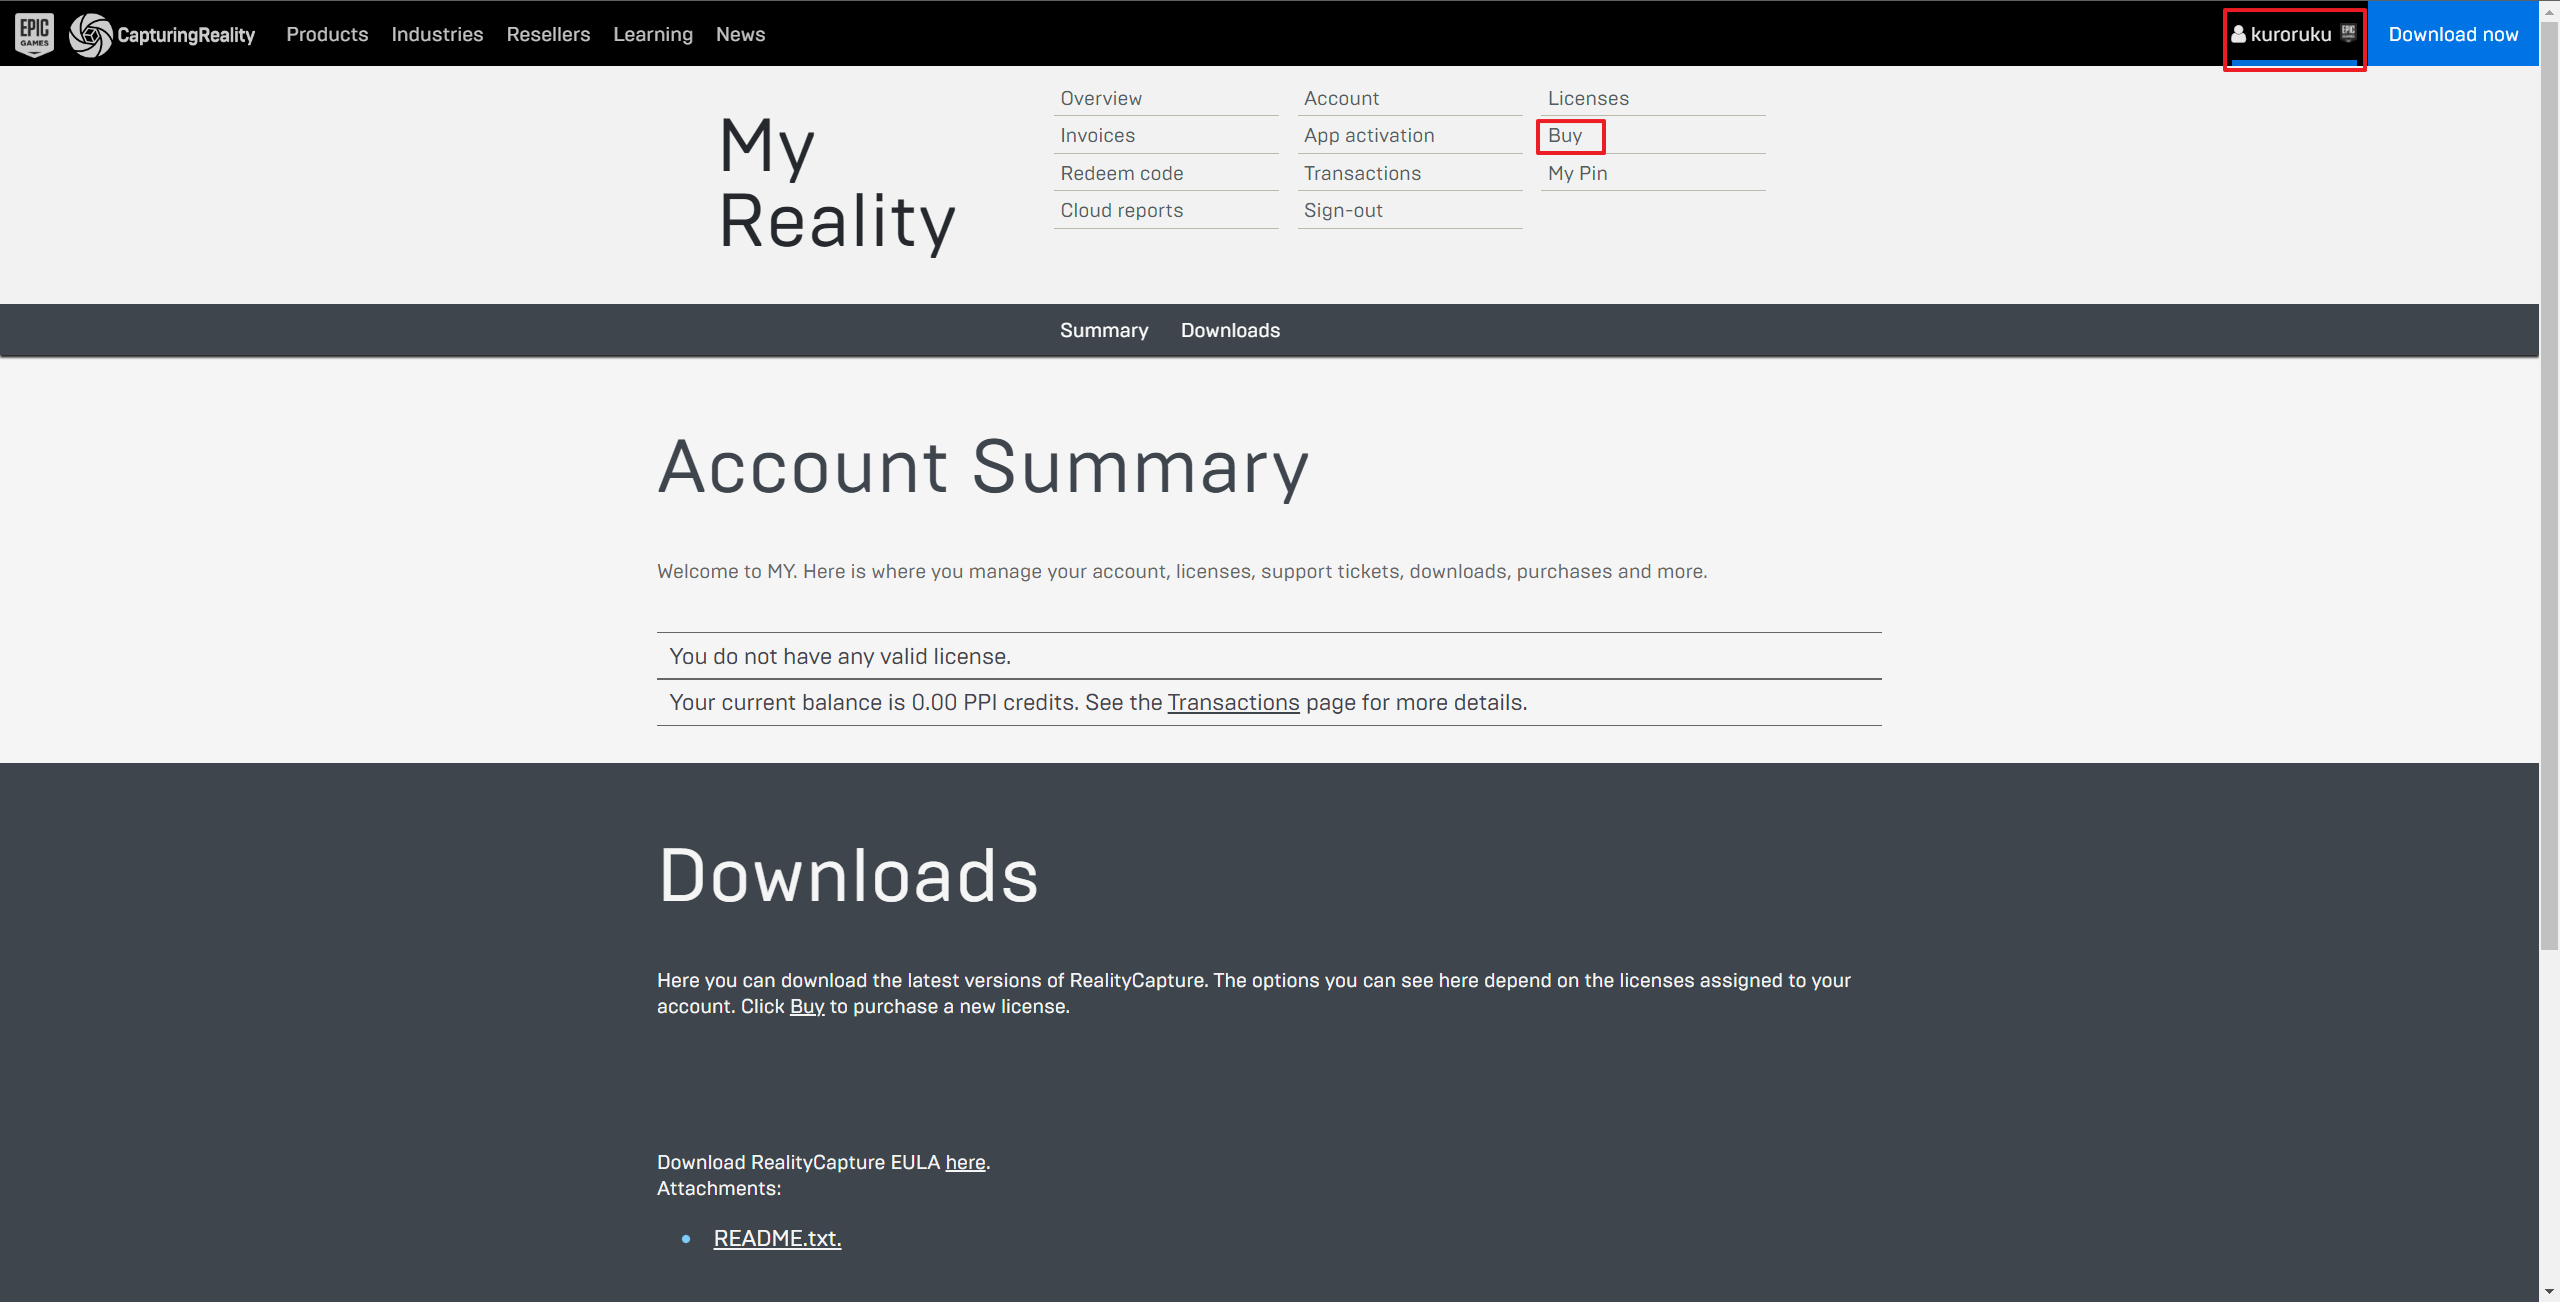 EPIC GAMES CapturingReality Products Industries Resellers Learning News kuroruku EPIC GAMES Download now
My
Reality
Overview Account Licenses
Invoices App activation Buy
Redeem code Transactions My Pin
Cloud reports Sign-out
Summary Downloads
Account Summary
Welcome to MY. Here is where you manage your account, licenses, support tickets, downloads, purchases and more.
You do not have any valid license.
Your current balance is 0.00 PPI credits. See the Transactions page for more details.
Downloads
Here you can download the latest versions of RealityCapture. The options you can see here depend on the licenses assigned to your
account. Click Buy to purchase a new license.
Download RealityCapture EULA here.
Attachments:
README.txt.